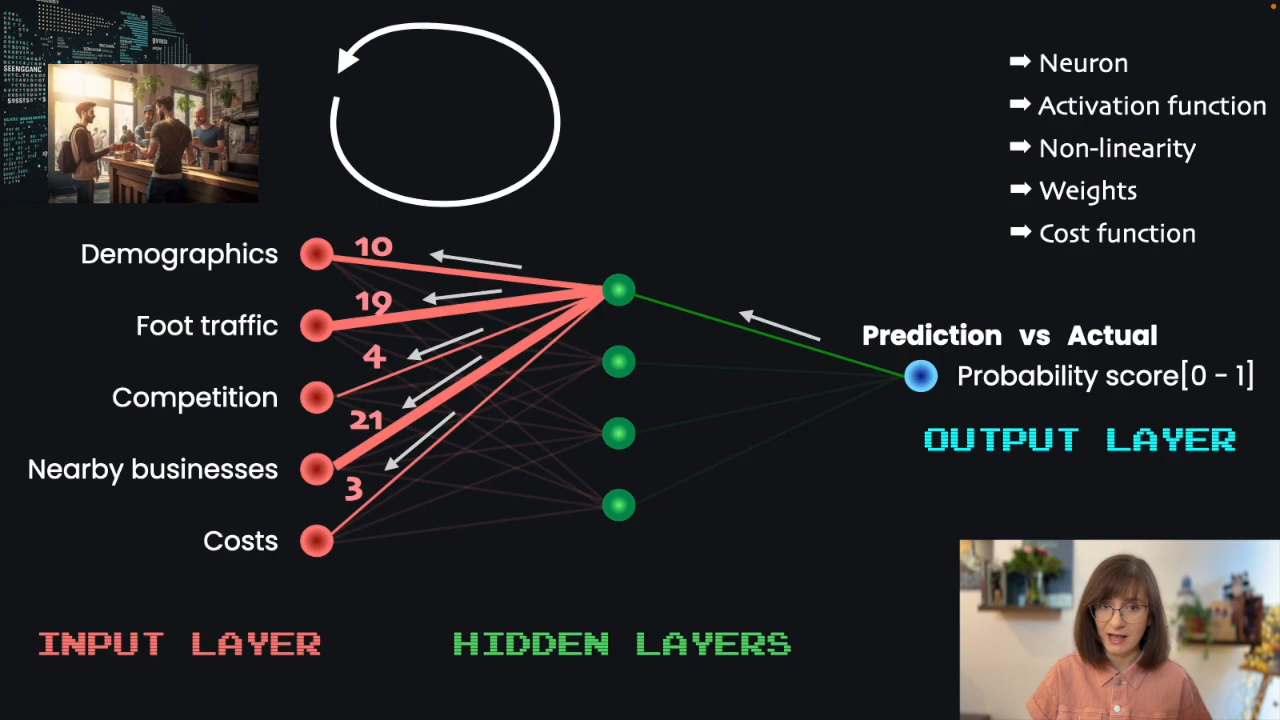 Neuron
Activation function
Non-linearity
Weights
Cost function
Demographics
10
Foot traffic
19
4
Competition
21
Nearby businesses
3
Costs
Prediction vs Actual
Probability score[0 - 1]
OUTPUT LAYER
INPUT LAYER
HIDDEN LAYERS